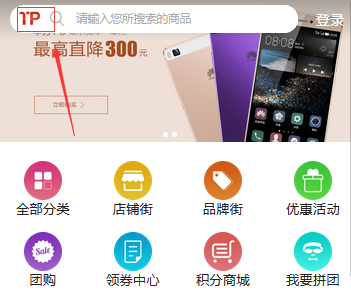 TP 请输入您所搜索的商品 登录
最高直降300元
立即购买 >
Sale
全部分类 店铺街 品牌街 优惠活动
团购 领券中心 积分商城 我要拼团